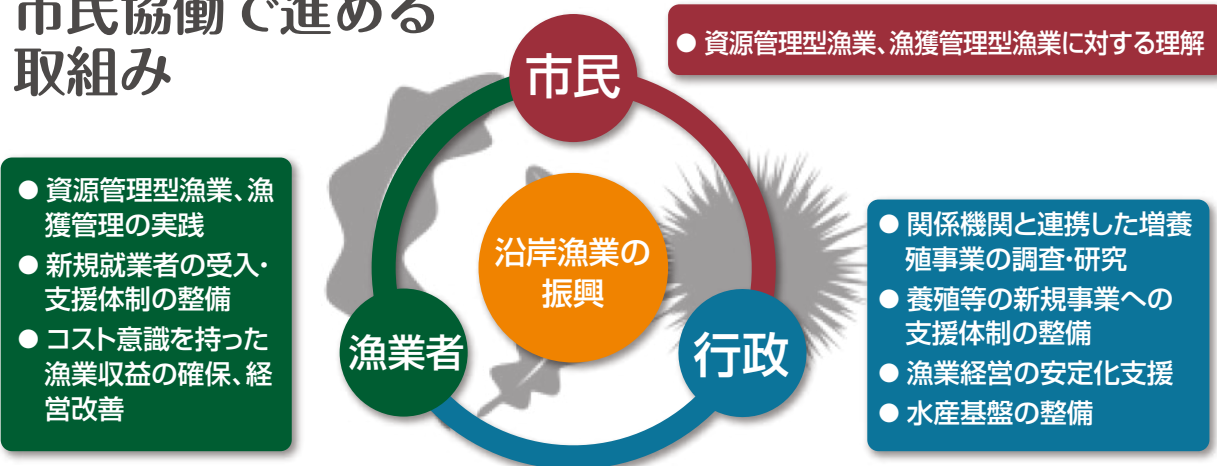 市民協働で進める
取組み
市民
● 資源管理型漁業、漁獲管理型漁業に対する理解
● 資源管理型漁業、漁
獲管理の実践
● 新規就業者の受入・
支援体制の整備
● コスト意識を持った
漁業収益の確保、経
営改善
沿岸漁業の
振興
漁業者
行政
● 関係機関と連携した増養
殖事業の調査・研究
● 養殖等の新規事業への
支援体制の整備
● 漁業経営の安定化支援
● 水産基盤の整備